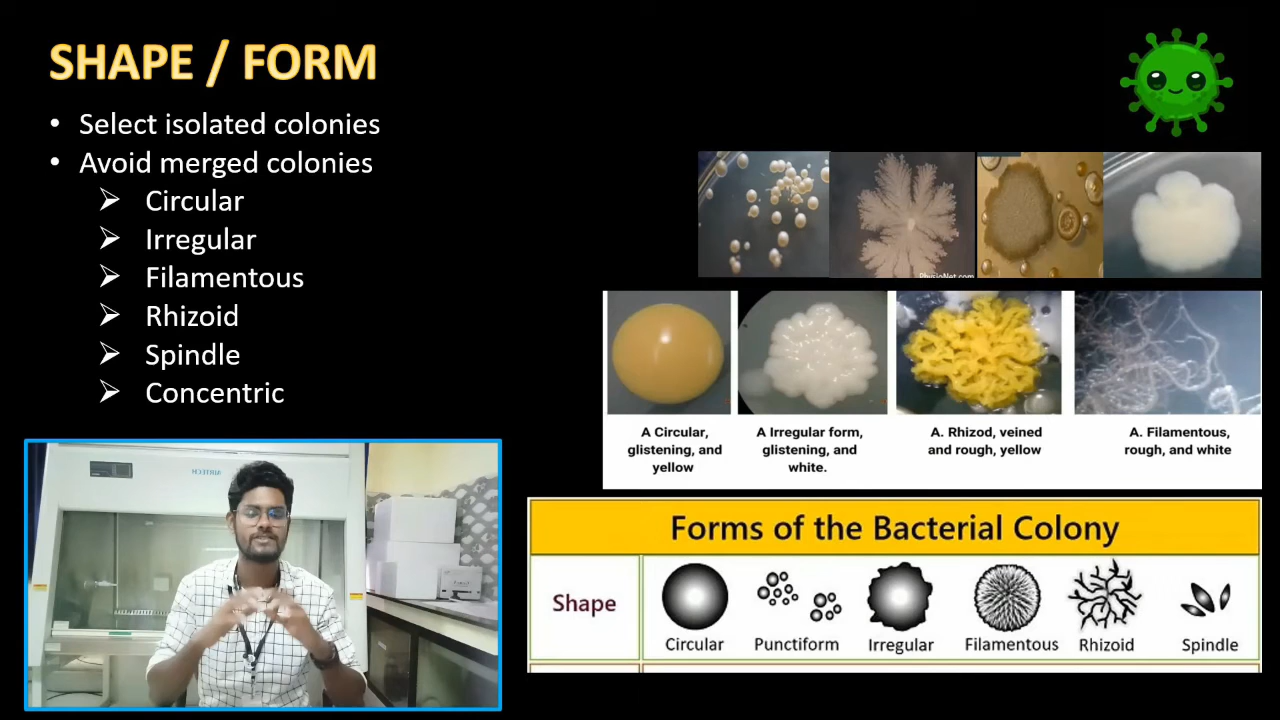 SHAPE / FORM
• Select isolated colonies
• Avoid merged colonies
➢ Circular
➢ Irregular
➢ Filamentous
➢ Rhizoid
➢ Spindle
➢ Concentric
PhysioNet.com
A Circular,
glistening, and
yellow
A Irregular form,
glistening, and
white.
A. Rhizod, veined
and rough, yellow
A. Filamentous,
rough, and white
Forms of the Bacterial Colony
Shape
Circular
Punctiform
Irregular
Filamentous
Rhizoid
Spindle